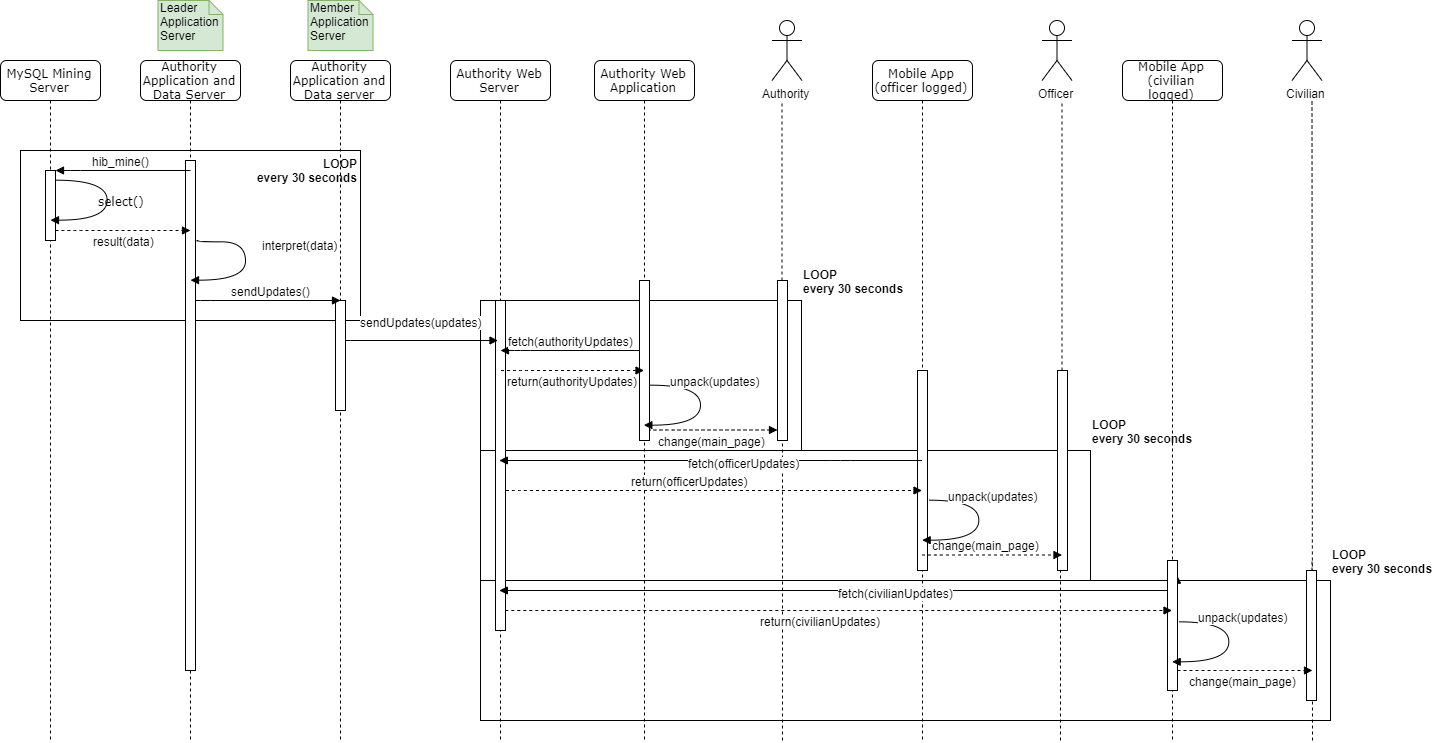 Leader
Application
Server
Member
Application
Server
MySQL Mining
Server
Authority
Application and
Data Server
Authority
Application and
Data server
Authority Web
Server
Authority Web
Application
Authority
Mobile App
(officer logged)
Officer
Mobile App
(civilian
logged)
Civilian
hib_mine()
LOOP
every 30 seconds
select()
result(data)
interpret(data)
sendUpdates()
LOOP
every 30 seconds
sendUpdates(updates)
fetch(authorityUpdates)
return(authorityUpdates)
unpack(updates)
change(main_page)
LOOP
every 30 seconds
fetch(officerUpdates)
return(officerUpdates)
unpack(updates)
change(main_page)
LOOP
every 30 seconds
fetch(civilianUpdates)
return(civilianUpdates)
unpack(updates)
change(main_page)